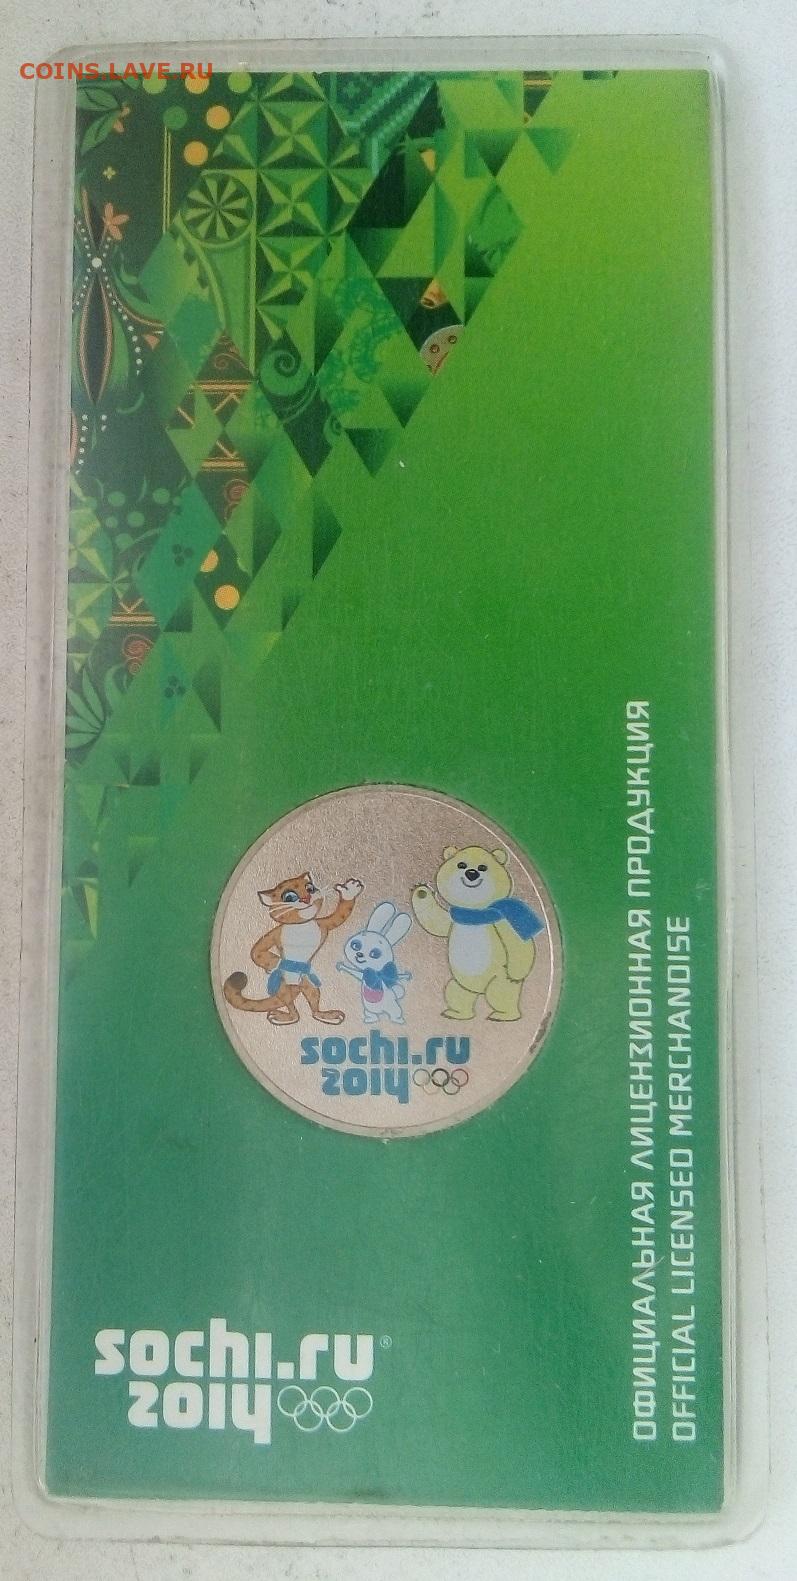 COINS.LAVE.RU
sochi.ru
2014
sochi.ru®
2014
ОФИЦИАЛЬНАЯ ЛИЦЕНЗИОННАЯ ПРОДУКЦИЯ
OFFICIAL LICENSED MERCHANDISE